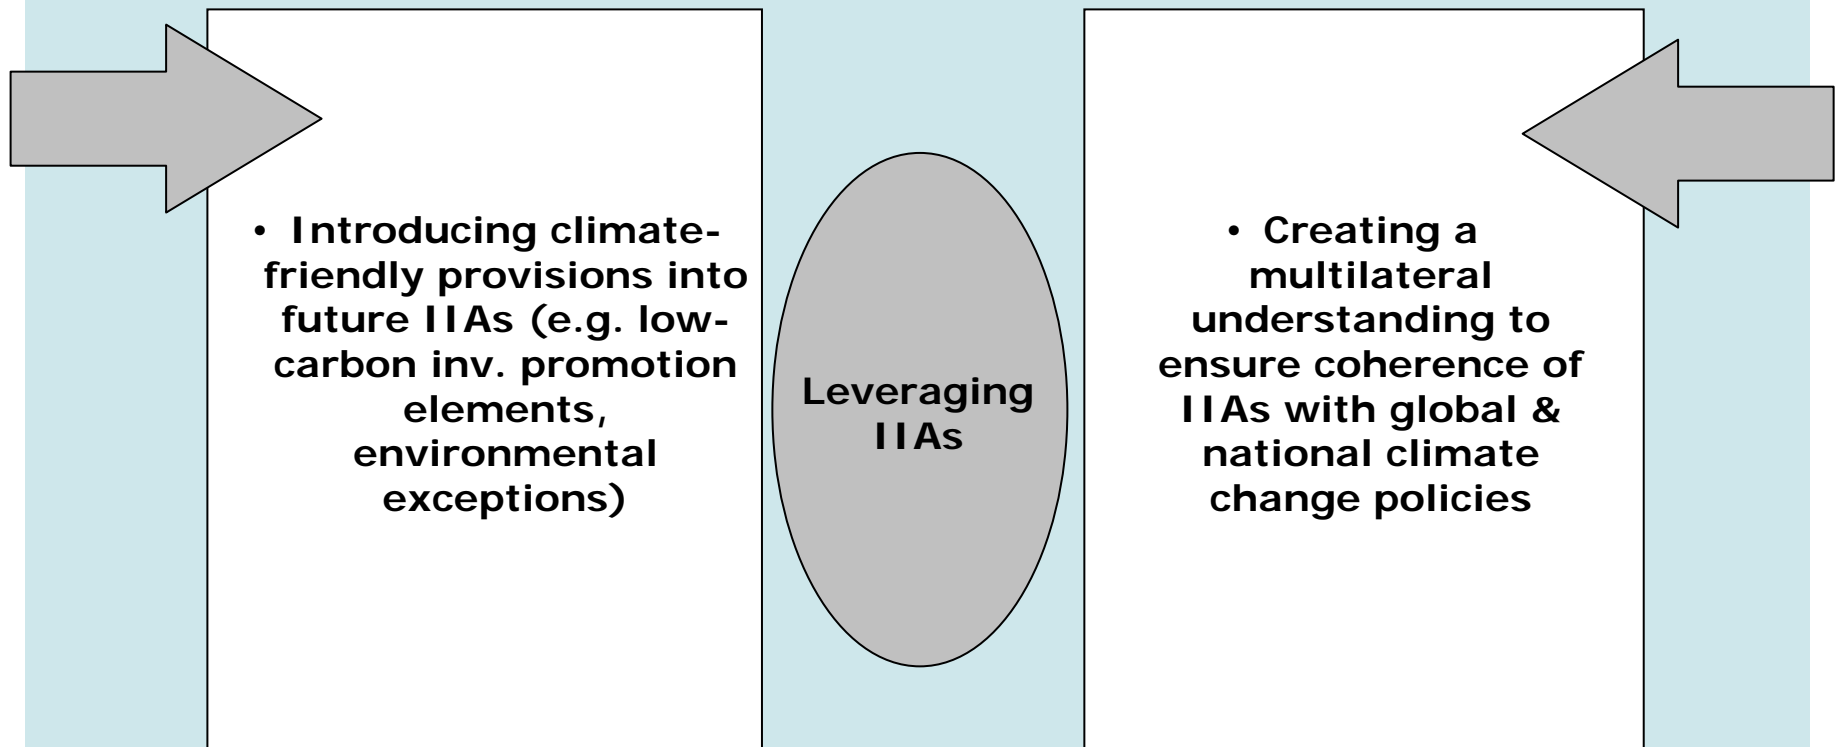 • Introducing climate-
friendly provisions into
future IIAs (e.g. low-
carbon inv. promotion
elements,
environmental
exceptions)
Leveraging
IIAs
• Creating a
multilateral
understanding to
ensure coherence of
IIAs with global &
national climate
change policies